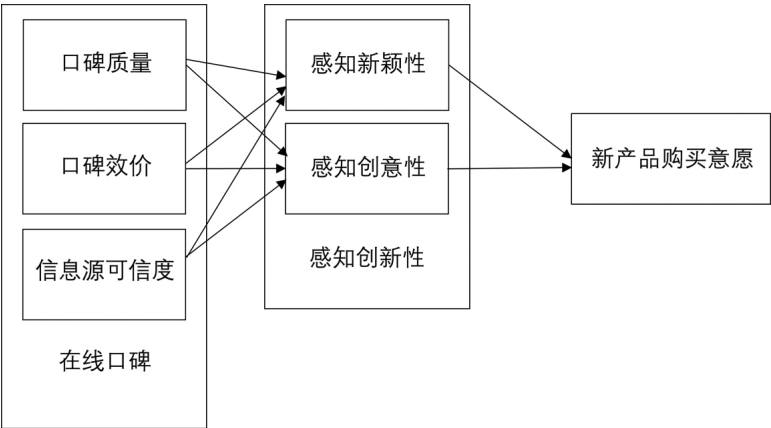 口碑质量
口碑效价
信息源可信度
在线口碑
感知新颖性
感知创意性
感知创新性
新产品购买意愿